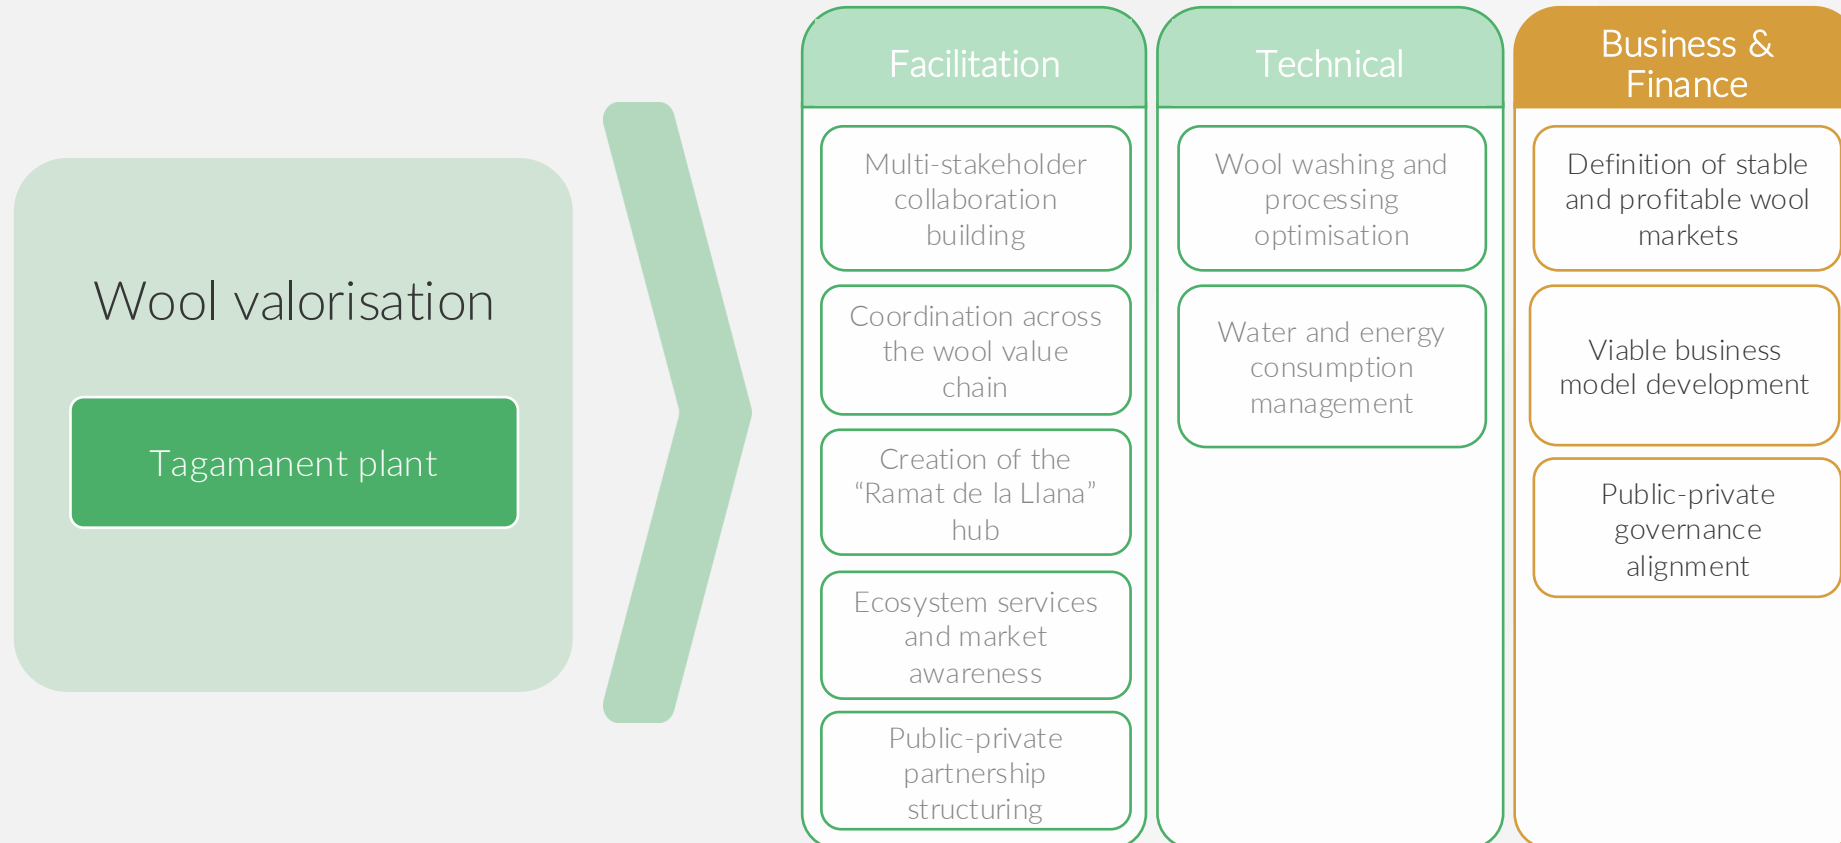 Wool valorisation
Tagamanent plant
Facilitation
Multi-stakeholder
collaboration
building
Coordination across
the wool value
chain
Creation of the
“Ramat de la Llana”
hub
Ecosystem services
and market
awareness
Public-private
partnership
structuring
Technical
Wool washing and
processing
optimisation
Water and energy
consumption
management
Business &
Finance
Definition of stable
and profitable wool
markets
Viable business
model development
Public-private
governance
alignment